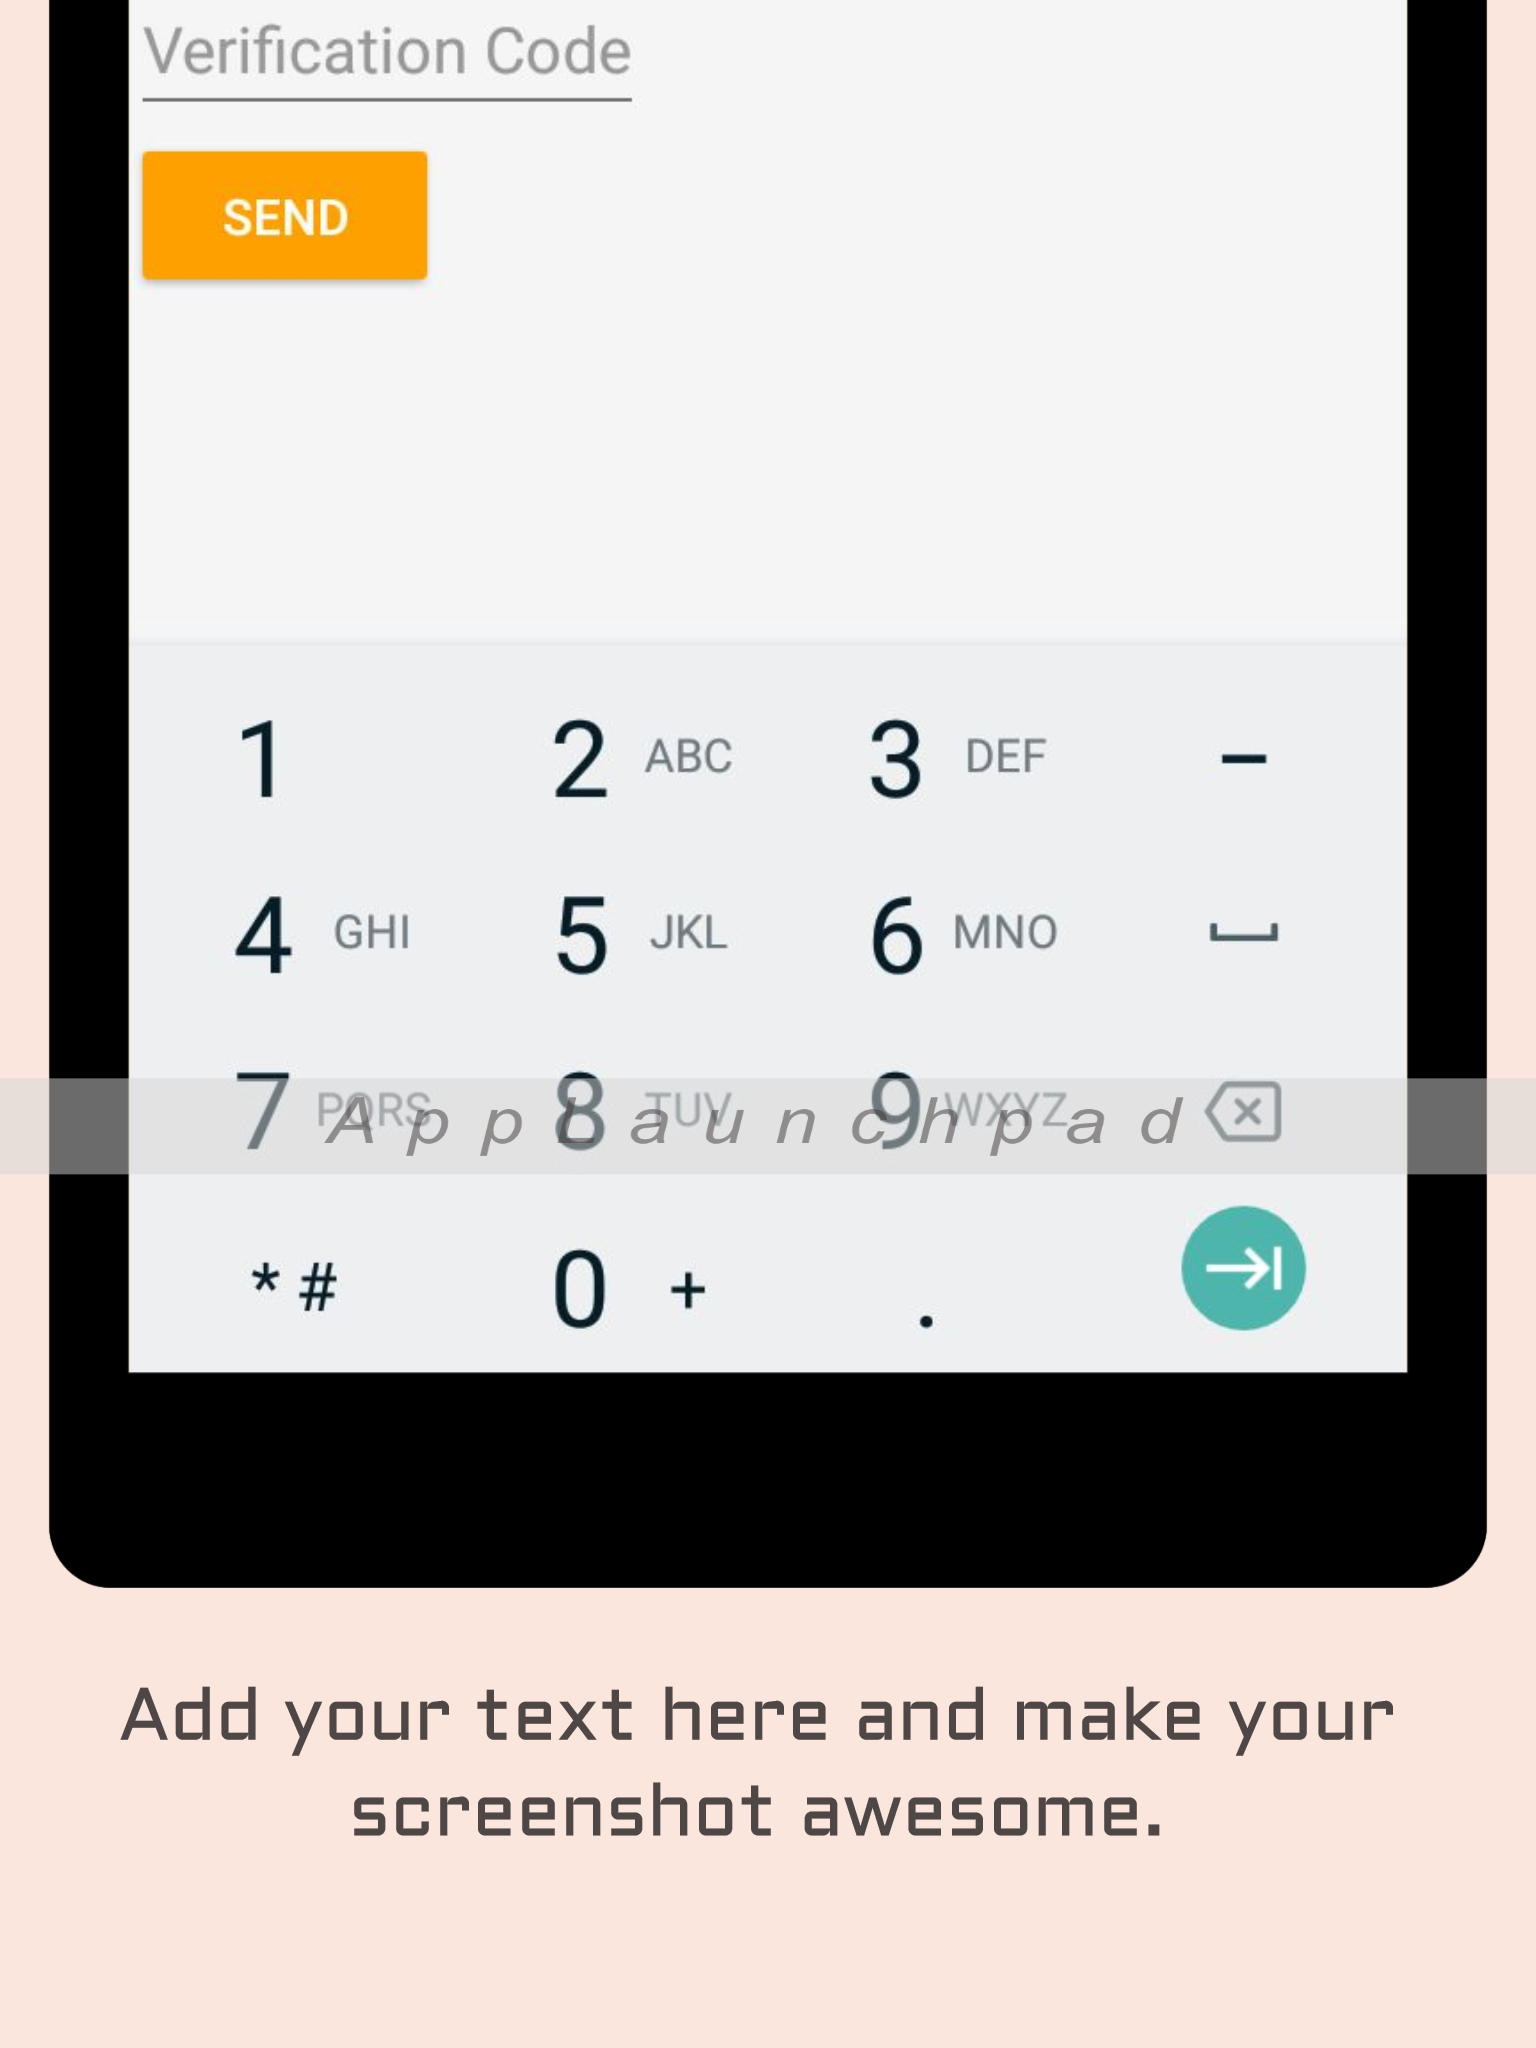 Verification Code
SEND
1 2 ABC 3 DEF –
4 GHI 5 JKL 6 MNO
7 PQRS 8 TUV 9 WXYZ
AppLaunchpad
* # 0 + .
Add your text here and make your
screenshot awesome.